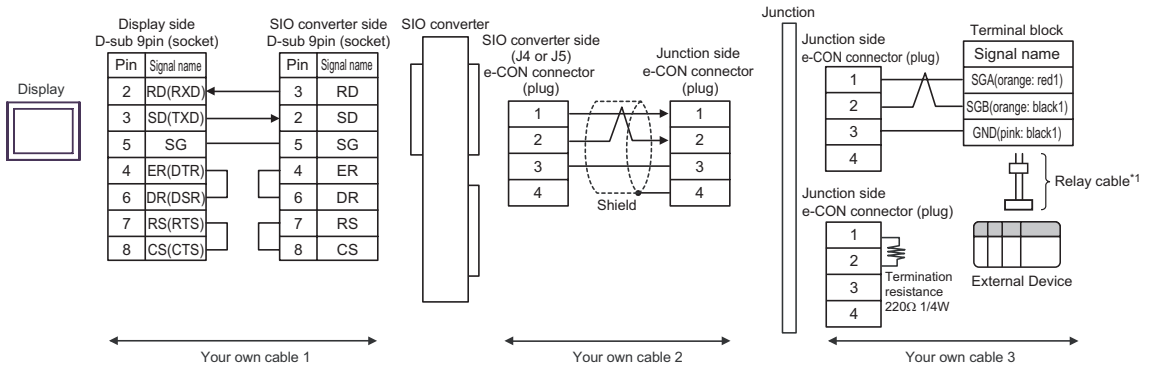 Display
Display side
D-sub 9pin (socket)
Pin Signal name
2 RD(RXD)
3 SD(TXD)
5 SG
4 ER(DTR)
6 DR(DSR)
7 RS(RTS)
8 CS(CTS)
SIO converter side
D-sub 9pin (socket)
Pin Signal name
3 RD
2 SD
5 SG
4 ER
6 DR
7 RS
8 CS
Your own cable 1
SIO converter
SIO converter side
(J4 or J5)
e-CON connector
(plug)
1
2
3
4
Shield
Junction side
e-CON connector
(plug)
1
2
3
4
Your own cable 2
Junction
Junction side
e-CON connector (plug)
1
2
3
4
Terminal block
Signal name
SGA(orange: red1)
SGB(orange: black1)
GND(pink: black1)
Relay cable*1
External Device
Junction side
e-CON connector (plug)
1
2
3
4
Termination
resistance
220Ω 1/4W
Your own cable 3